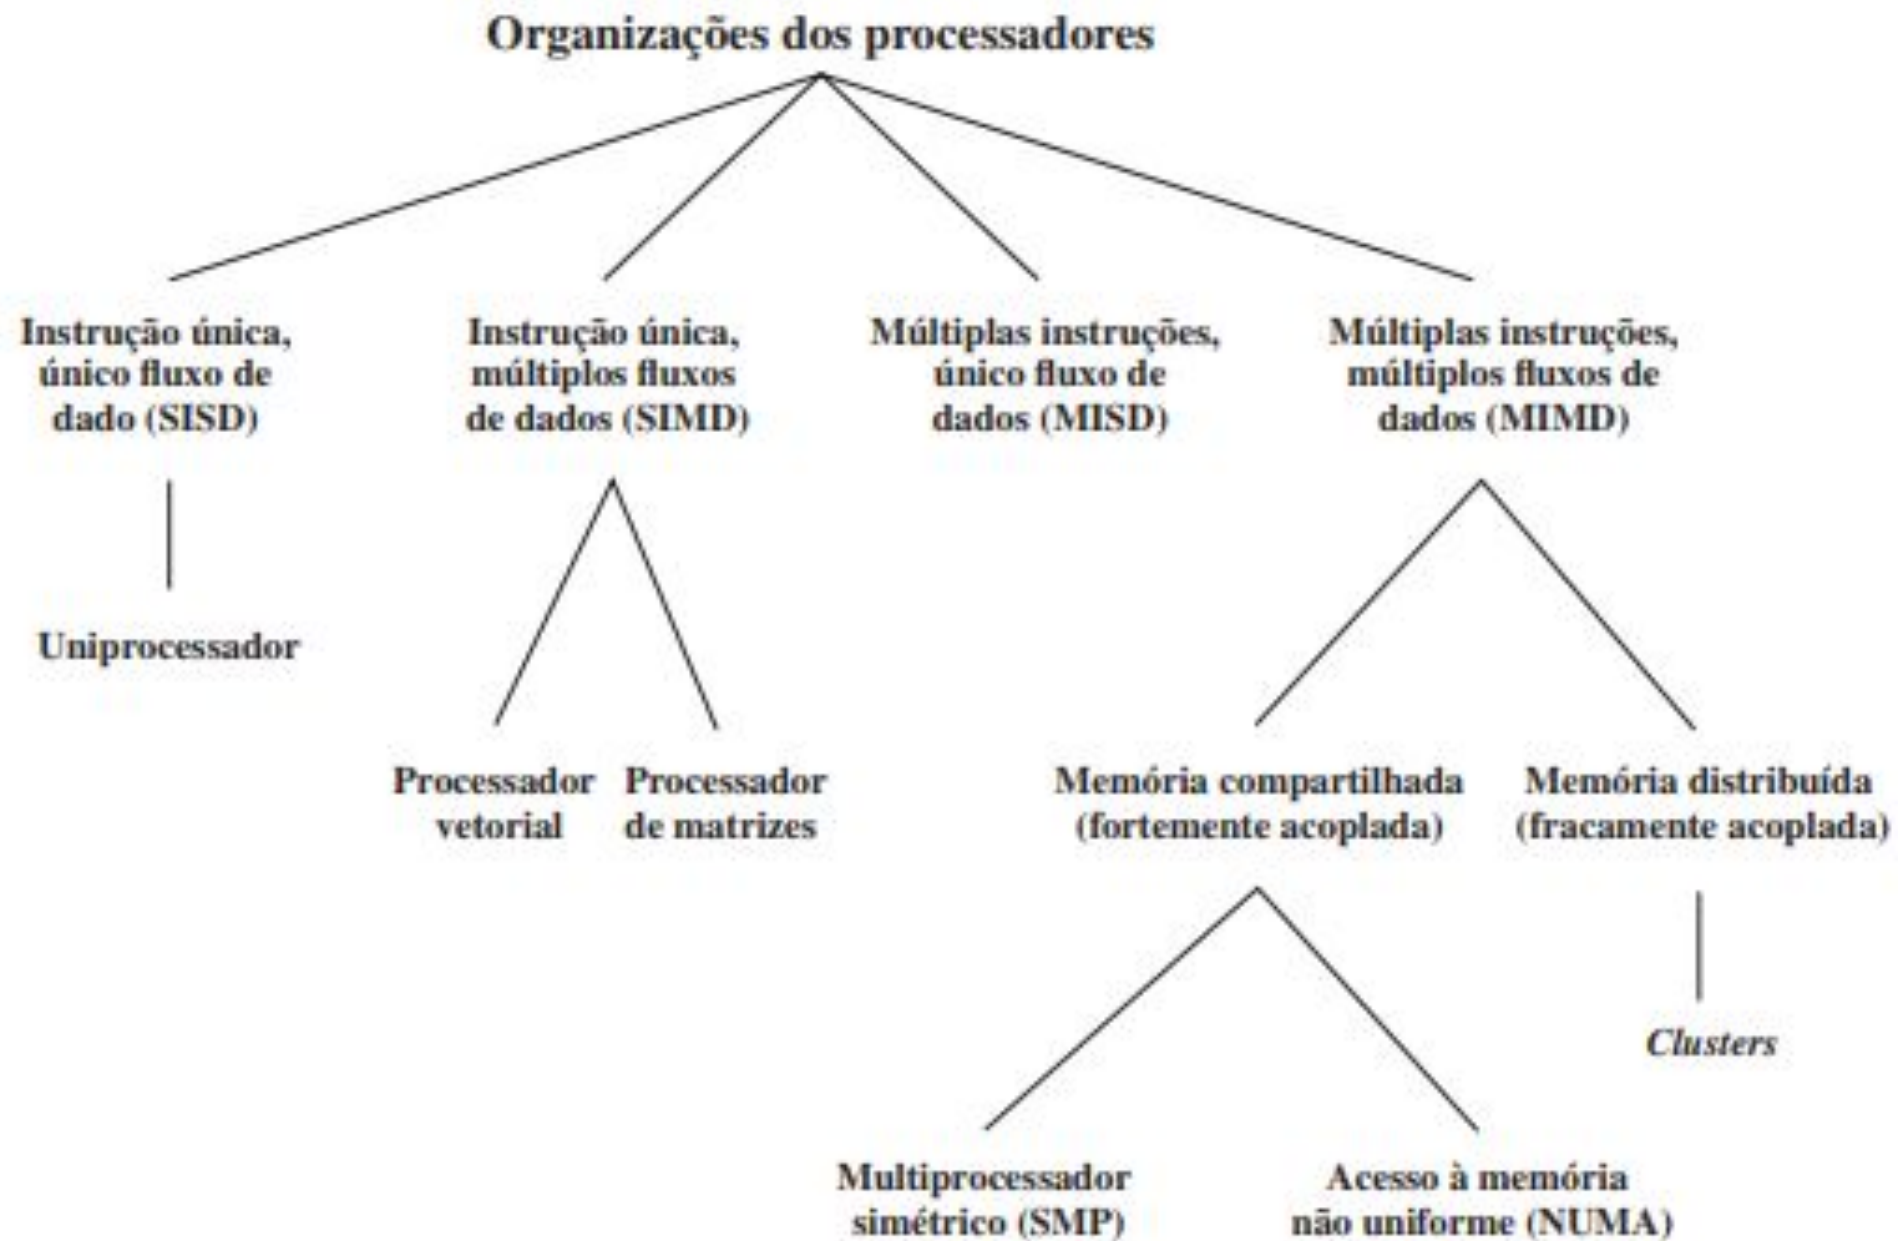 Organizações dos processadores
Instrução única,
único fluxo de
dado (SISD)
Instrução única,
múltiplos fluxos
de dados (SIMD)
Múltiplas instruções,
único fluxo de
dados (MISD)
Múltiplas instruções,
múltiplos fluxos de
dados (MIMD)
Uniprocessador
Processador
vetorial
Processador
de matrizes
Memória compartilhada
(fortemente acoplada)
Memória distribuída
(fracamente acoplada)
Clusters
Multiprocessador
simétrico (SMP)
Acesso à memória
não uniforme (NUMA)